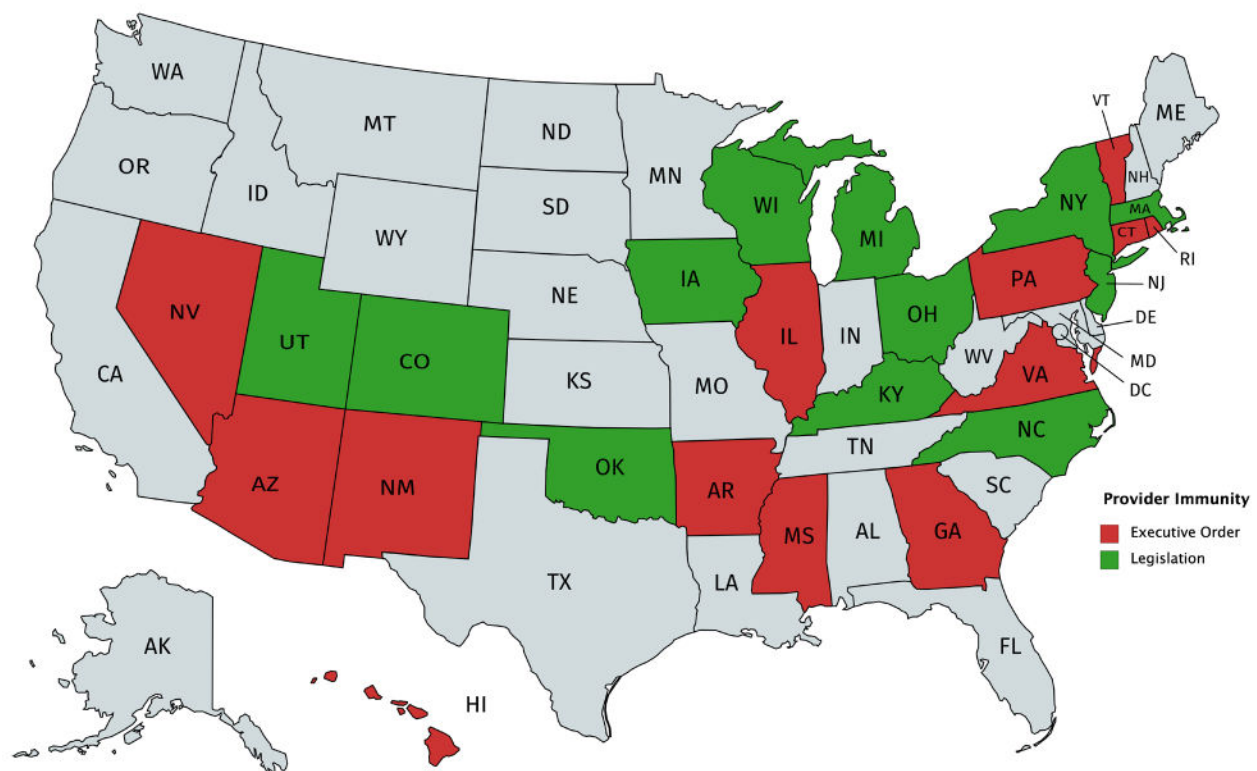 WA
MT
ND
MN
VT
ME
OR
ID
SD
WI
MI
NY
NH
MA
CT
RI
WY
IA
PA
NJ
NV
NE
IL
IN
OH
DE
UT
CO
WV
MD
CA
KS
MO
KY
VA
DC
TN
NC
AZ
NM
OK
AR
SC
Provider Immunity
MS
AL
GA
Executive Order
Legislation
TX
LA
AK
FL
HI